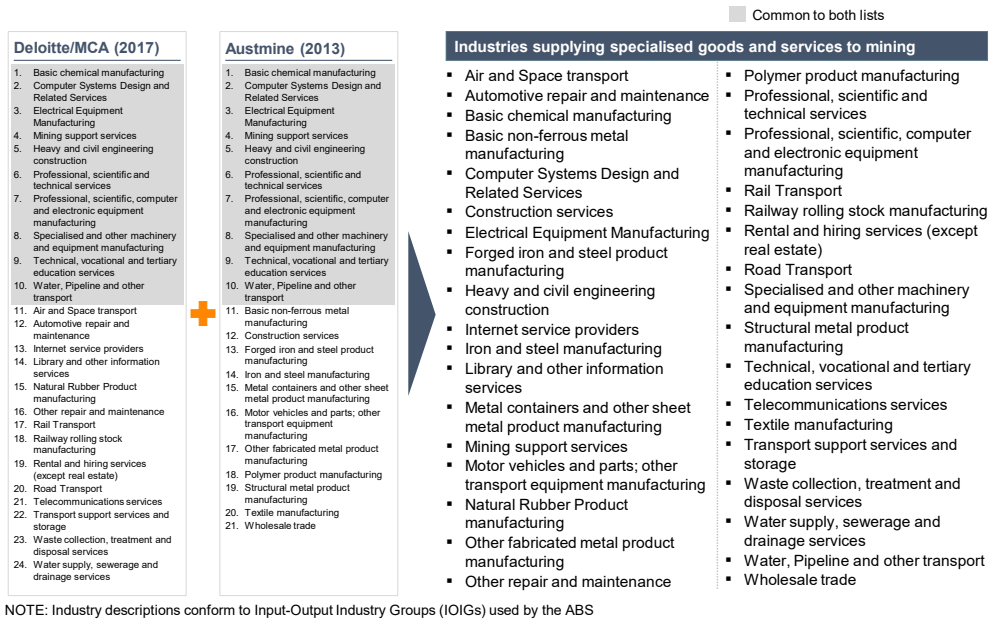 Common to both lists
Deloitte/MCA (2017)
1. Basic chemical manufacturing
2. Computer Systems Design and
Related Services
3. Electrical Equipment
Manufacturing
4. Mining support services
5. Heavy and civil engineering
construction
6. Professional, scientific and
technical services
7. Professional, scientific, computer
and electronic equipment
manufacturing
8. Specialised and other machinery
and equipment manufacturing
9. Technical, vocational and tertiary
education services
10. Water, Pipeline and other
transport
11. Air and Space transport
12. Automotive repair and
maintenance
13. Internet service providers
14. Library and other information
services
15. Natural Rubber Product
manufacturing
16. Other repair and maintenance
17. Rail Transport
18. Railway rolling stock
manufacturing
19. Rental and hiring services
(except real estate)
20. Road Transport
21. Telecommunications services
22. Transport support services and
storage
23. Waste collection, treatment and
disposal services
24. Water supply, sewerage and
drainage services
Austmine (2013)
1. Basic chemical manufacturing
2. Computer Systems Design and
Related Services
3. Electrical Equipment
Manufacturing
4. Mining support services
5. Heavy and civil engineering
construction
6. Professional, scientific and
technical services
7. Professional, scientific, computer
and electronic equipment
manufacturing
8. Specialised and other machinery
and equipment manufacturing
9. Technical, vocational and tertiary
education services
10. Water, Pipeline and other
transport
11. Basic non-ferrous metal
manufacturing
12. Construction services
13. Forged iron and steel product
manufacturing
14. Iron and steel manufacturing
15. Metal containers and other sheet
metal product manufacturing
16. Motor vehicles and parts; other
transport equipment
manufacturing
17. Other fabricated metal product
manufacturing
18. Polymer product manufacturing
19. Structural metal product
manufacturing
20. Textile manufacturing
21. Wholesale trade
Industries supplying specialised goods and services to mining
▪ Air and Space transport
▪ Automotive repair and maintenance
▪ Basic chemical manufacturing
▪ Basic non-ferrous metal
manufacturing
▪ Computer Systems Design and
Related Services
▪ Construction services
▪ Electrical Equipment Manufacturing
▪ Forged iron and steel product
manufacturing
▪ Heavy and civil engineering
construction
▪ Internet service providers
▪ Iron and steel manufacturing
▪ Library and other information
services
▪ Metal containers and other sheet
metal product manufacturing
▪ Mining support services
▪ Motor vehicles and parts; other
transport equipment manufacturing
▪ Natural Rubber Product
manufacturing
▪ Other fabricated metal product
manufacturing
▪ Other repair and maintenance
▪ Polymer product manufacturing
▪ Professional, scientific and
technical services
▪ Professional, scientific, computer
and electronic equipment
manufacturing
▪ Rail Transport
▪ Railway rolling stock manufacturing
▪ Rental and hiring services (except
real estate)
▪ Road Transport
▪ Specialised and other machinery
and equipment manufacturing
▪ Structural metal product
manufacturing
▪ Technical, vocational and tertiary
education services
▪ Telecommunications services
▪ Textile manufacturing
▪ Transport support services and
storage
▪ Waste collection, treatment and
disposal services
▪ Water supply, sewerage and
drainage services
▪ Water, Pipeline and other transport
▪ Wholesale trade
NOTE: Industry descriptions conform to Input-Output Industry Groups (IOIGs) used by the ABS